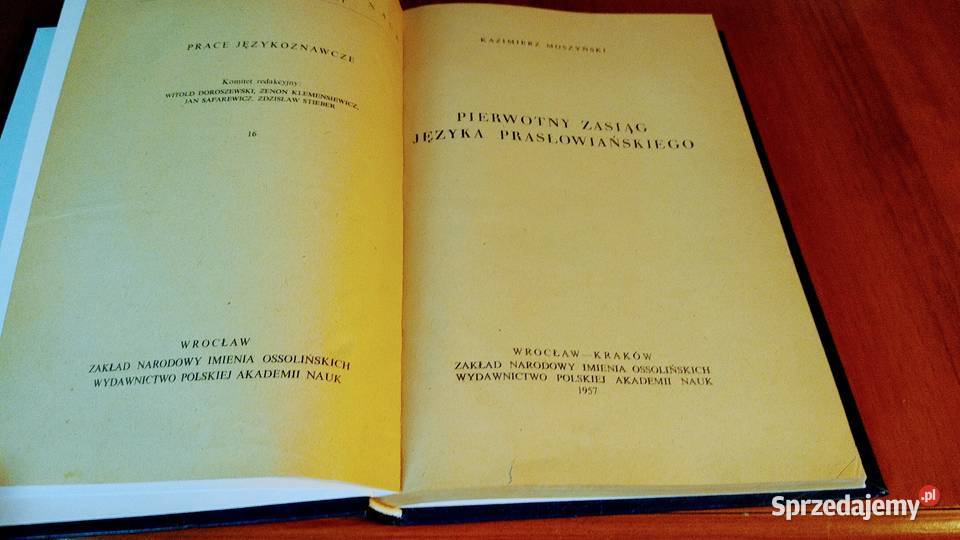 PRACE JĘZYKOZNAWCZE
Komitet redakcyjny:
WITOLD DOROSZEWSKI, ZENON KLEMENSIEWICZ,
JAN SAFAREWICZ, ZDZISŁAW STIEBER
16
WROCŁAW
ZAKŁAD NARODOWY IMIENIA OSSOLIŃSKICH
WYDAWNICTWO POLSKIEJ AKADEMII NAUK
KAZIMIERZ MOSZYŃSKI
PIERWOTNY ZASIĄG
JĘZYKA PRASŁOWIAŃSKIEGO
WROCŁAW—KRAKÓW
ZAKŁAD NARODOWY IMIENIA OSSOLIŃSKICH
WYDAWNICTWO POLSKIEJ AKADEMII NAUK
1957
Sprzedajemy.pl